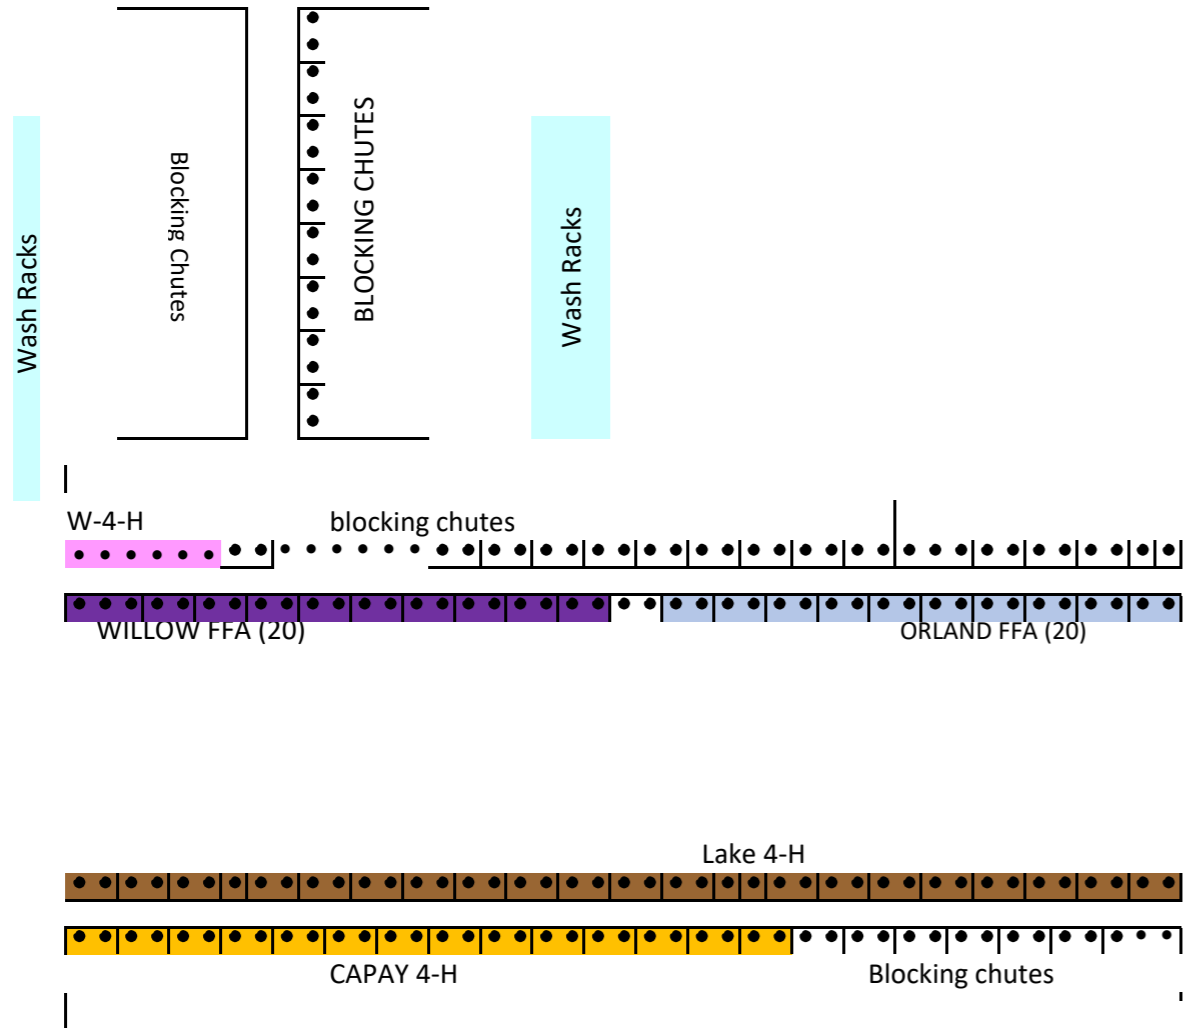 Wash Racks
Blocking Chutes
BLOCKING CHUTES
Wash Racks
W-4-H
blocking chutes
WILLOW FFA (20)
ORLAND FFA (20)
Lake 4-H
CAPAY 4-H
Blocking chutes